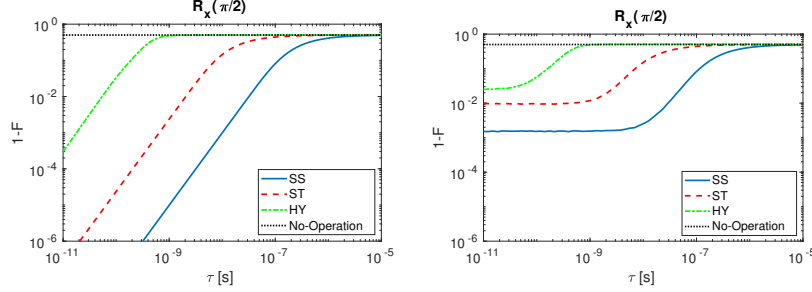 R_x(π/2)
10^0
10^-2
10^-4
10^-6
1-F
10^-11
10^-9
10^-7
10^-5
τ [s]
SS
ST
HY
No-Operation
R_x(π/2)
10^0
10^-2
10^-4
10^-6
1-F
10^-11
10^-9
10^-7
10^-5
τ [s]
SS
ST
HY
No-Operation